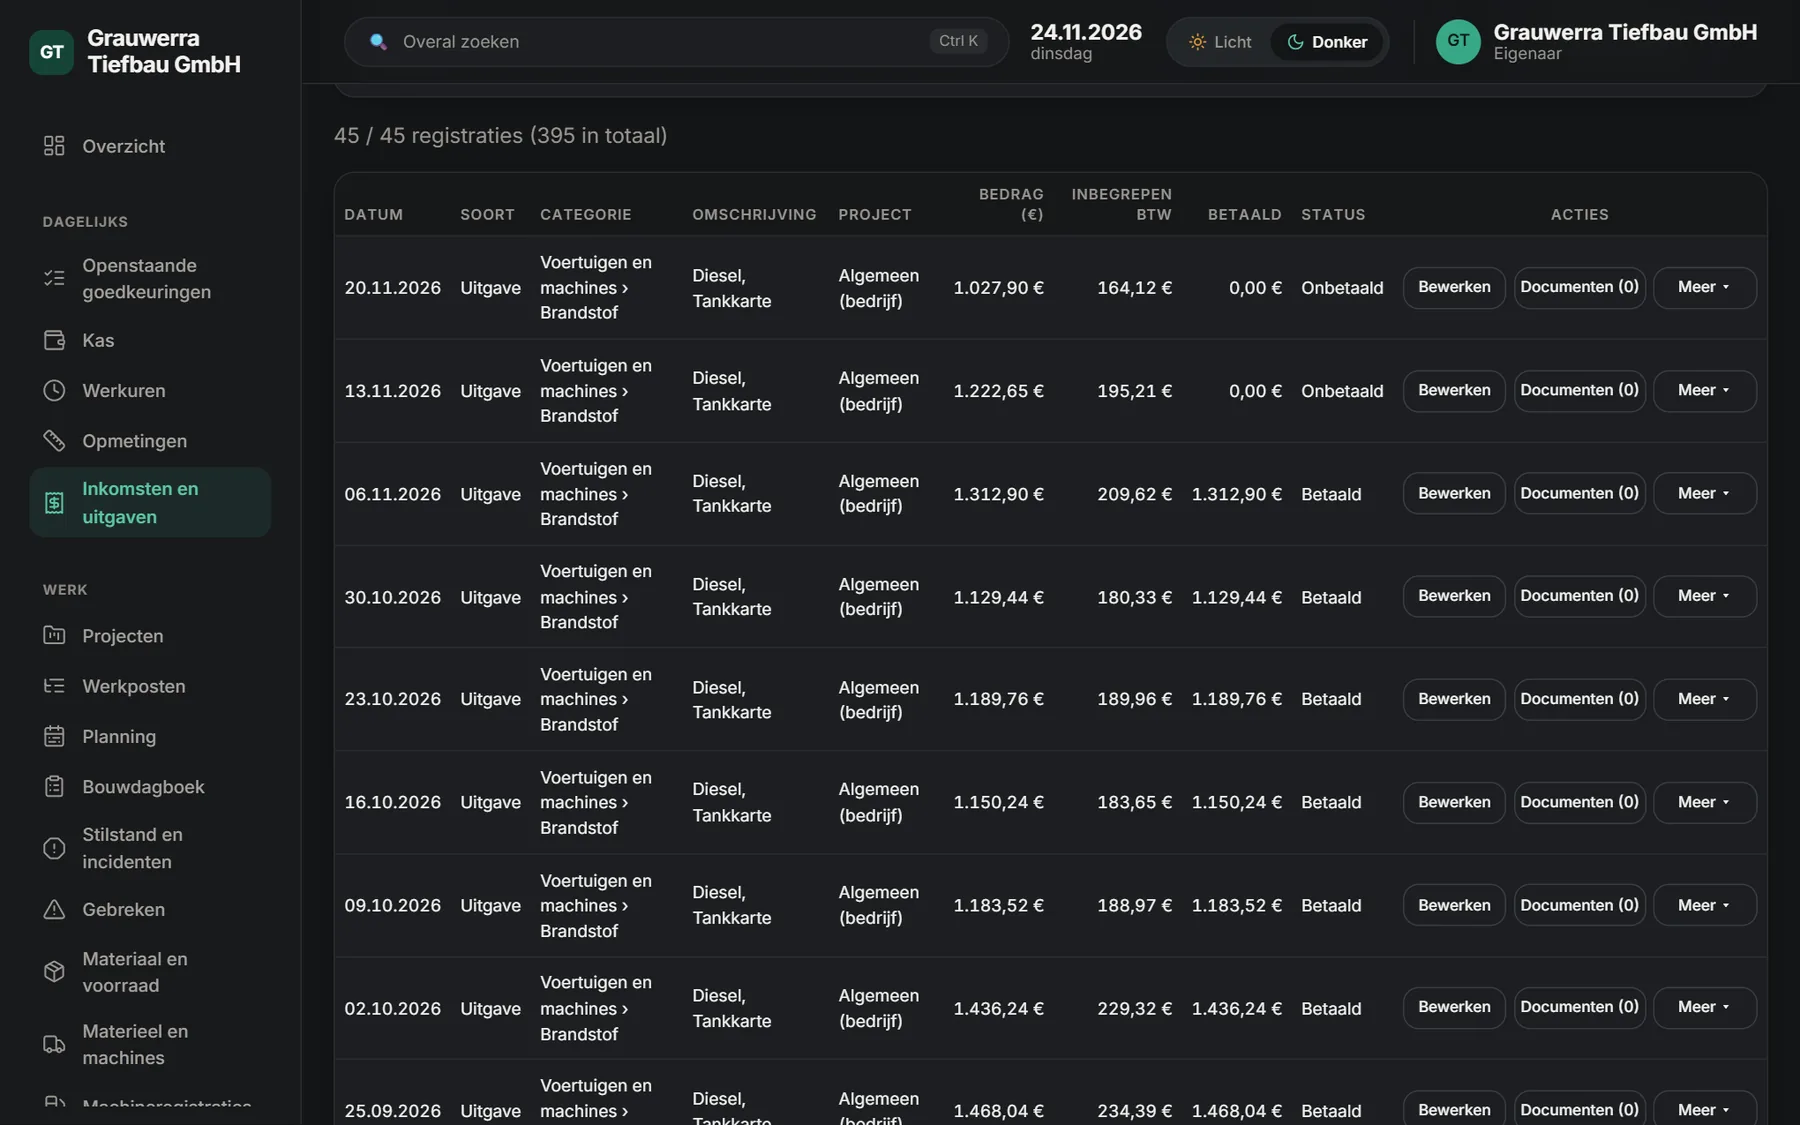 GT
Grauwerra
Tiefbau GmbH
Overal zoeken
Ctrl K
24.11.2026
dinsdag
Licht
Donker
GT
Grauwerra Tiefbau GmbH
Eigenaar
Overzicht
DAGELIJKS
Openstaande
goedkeuringen
Kas
Werkuren
Opmetingen
Inkomsten en
uitgaven
WERK
Projecten
Werkposten
Planning
Bouwdagboek
Stilstand en
incidenten
Gebreken
Materiaal en
voorraad
Materieel en
machines
Machineregistraties
45 / 45 registraties (395 in totaal)
DATUM SOORT CATEGORIE OMSCHRIJVING PROJECT BEDRAG (€) INBEGREPEN BTW BETAALD STATUS ACTIES
20.11.2026 Uitgave Voertuigen en machines › Brandstof Diesel, Tankkarte Algemeen (bedrijf) 1.027,90 € 164,12 € 0,00 € Onbetaald Bewerken Documenten (0) Meer
13.11.2026 Uitgave Voertuigen en machines › Brandstof Diesel, Tankkarte Algemeen (bedrijf) 1.222,65 € 195,21 € 0,00 € Onbetaald Bewerken Documenten (0) Meer
06.11.2026 Uitgave Voertuigen en machines › Brandstof Diesel, Tankkarte Algemeen (bedrijf) 1.312,90 € 209,62 € 1.312,90 € Betaald Bewerken Documenten (0) Meer
30.10.2026 Uitgave Voertuigen en machines › Brandstof Diesel, Tankkarte Algemeen (bedrijf) 1.129,44 € 180,33 € 1.129,44 € Betaald Bewerken Documenten (0) Meer
23.10.2026 Uitgave Voertuigen en machines › Brandstof Diesel, Tankkarte Algemeen (bedrijf) 1.189,76 € 189,96 € 1.189,76 € Betaald Bewerken Documenten (0) Meer
16.10.2026 Uitgave Voertuigen en machines › Brandstof Diesel, Tankkarte Algemeen (bedrijf) 1.150,24 € 183,65 € 1.150,24 € Betaald Bewerken Documenten (0) Meer
09.10.2026 Uitgave Voertuigen en machines › Brandstof Diesel, Tankkarte Algemeen (bedrijf) 1.183,52 € 188,97 € 1.183,52 € Betaald Bewerken Documenten (0) Meer
02.10.2026 Uitgave Voertuigen en machines › Brandstof Diesel, Tankkarte Algemeen (bedrijf) 1.436,24 € 229,32 € 1.436,24 € Betaald Bewerken Documenten (0) Meer
25.09.2026 Uitgave Voertuigen en machines › Diesel, Tankkarte Algemeen (bedrijf) 1.468,04 € 234,39 € 1.468,04 € Betaald Bewerken Documenten (0) Meer